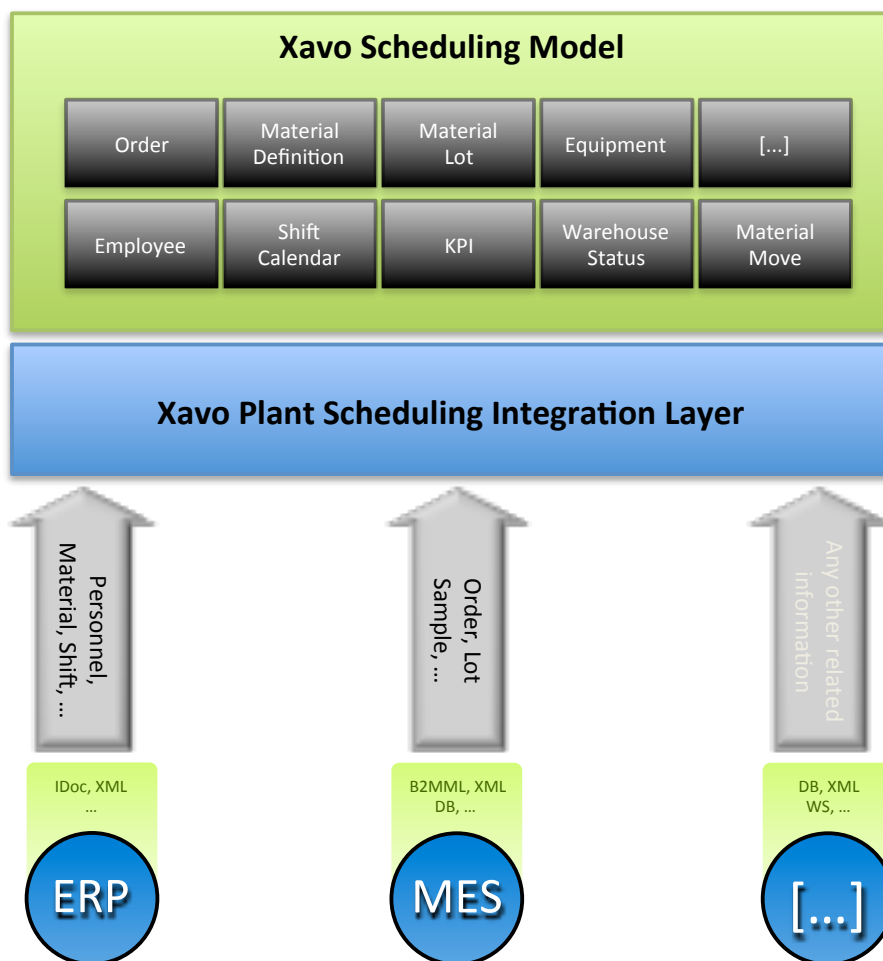 Xavo Scheduling Model
Order
Material
Definition
Material
Lot
Equipment
[...]
Employee
Shift
Calendar
KPI
Warehouse
Status
Material
Move
Xavo Plant Scheduling Integration Layer
Personnel,
Material, Shift,
...
Order, Lot
Sample, ...
Any other related
information
IDoc, XML
...
B2MML, XML
DB, ...
DB, XML
WS, ...
ERP
MES
[...]